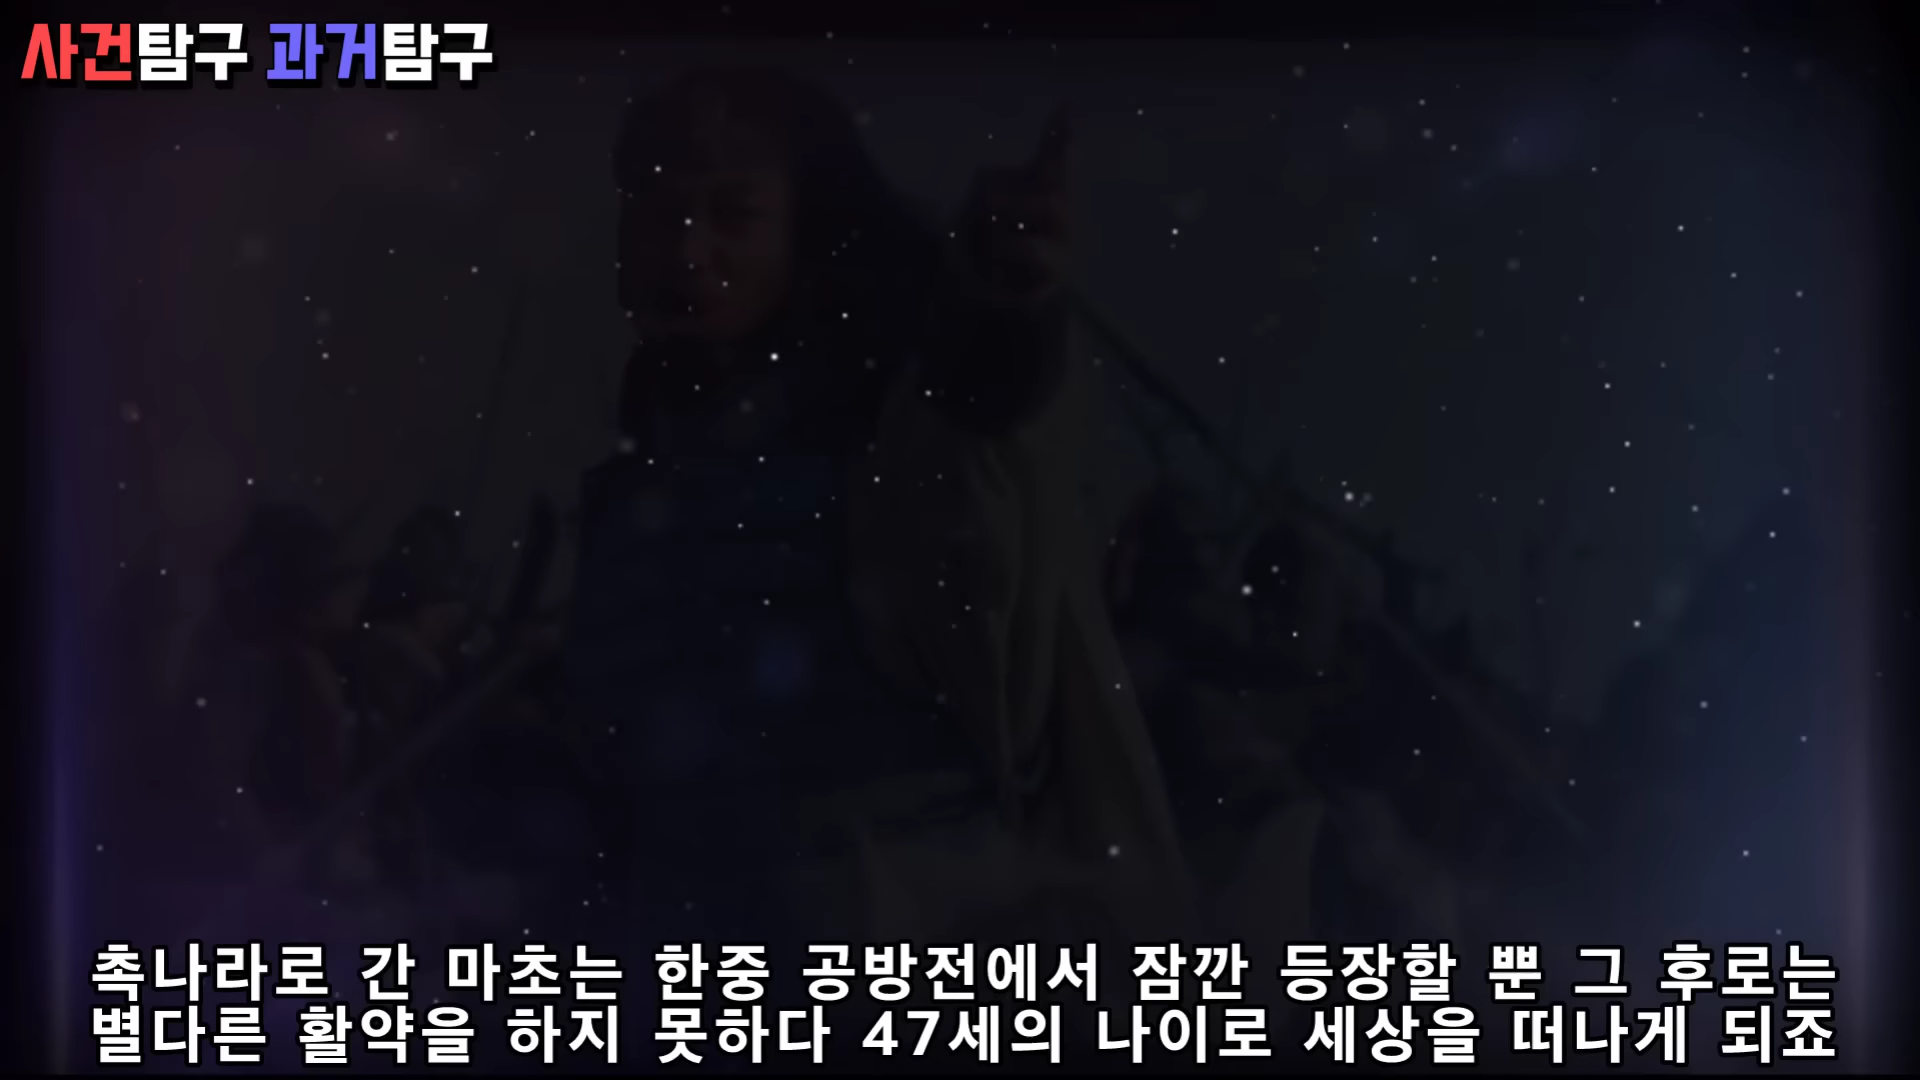 사건탐구 과거탐구
촉나라로 간 마초는 한중 공방전에서 잠깐 등장할 뿐 그 후로는
별다른 활약을 하지 못하다 47세의 나이로 세상을 떠나게 되죠